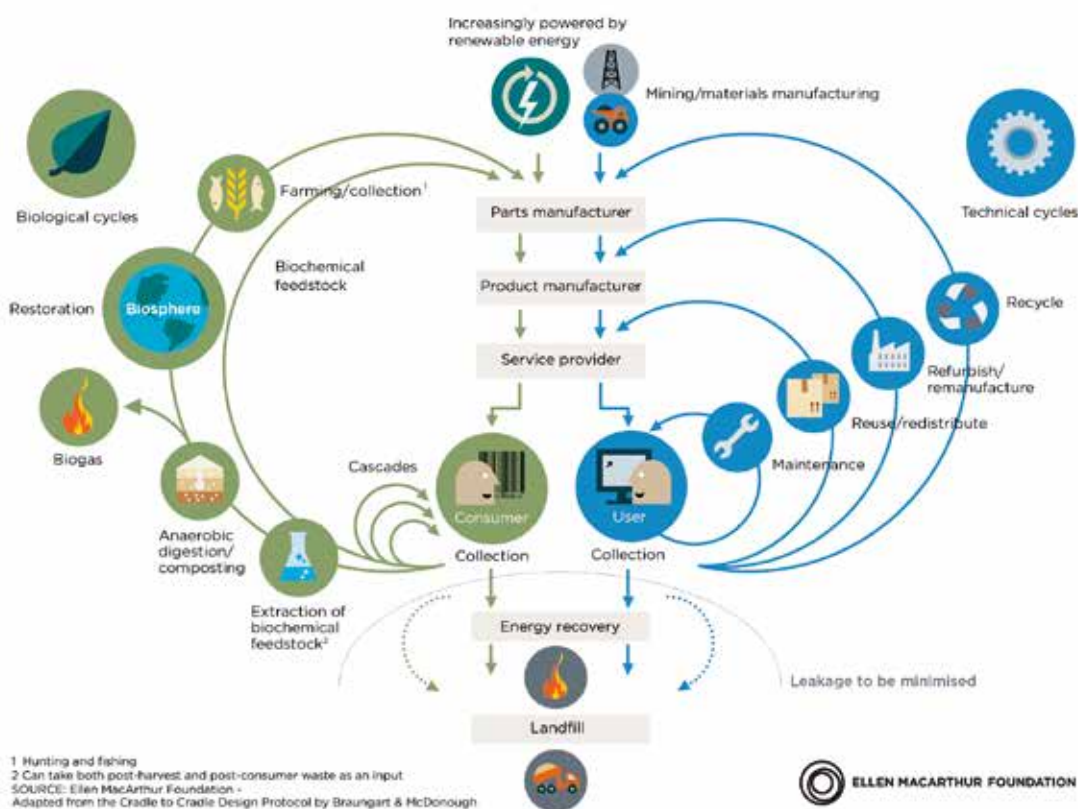 Increasingly powered by
renewable energy
Mining/materials manufacturing
Biological cycles
Farming/collection¹
Parts manufacturer
Technical cycles
Biochemical
feedstock
Product manufacturer
Restoration
Biosphere
Recycle
Service provider
Refurbish/
remanufacture
Reuse/redistribute
Biogas
Cascades
Maintenance
Consumer
User
Anaerobic
digestion/
composting
Collection
Collection
Extraction of
biochemical
feedstock²
Energy recovery
Leakage to be minimised
Landfill
1 Hunting and fishing
2 Can take both post-harvest and post-consumer waste as an input
SOURCE: Ellen MacArthur Foundation -
Adapted from the Cradle to Cradle Design Protocol by Braungart & McDonough
ELLEN MACARTHUR FOUNDATION